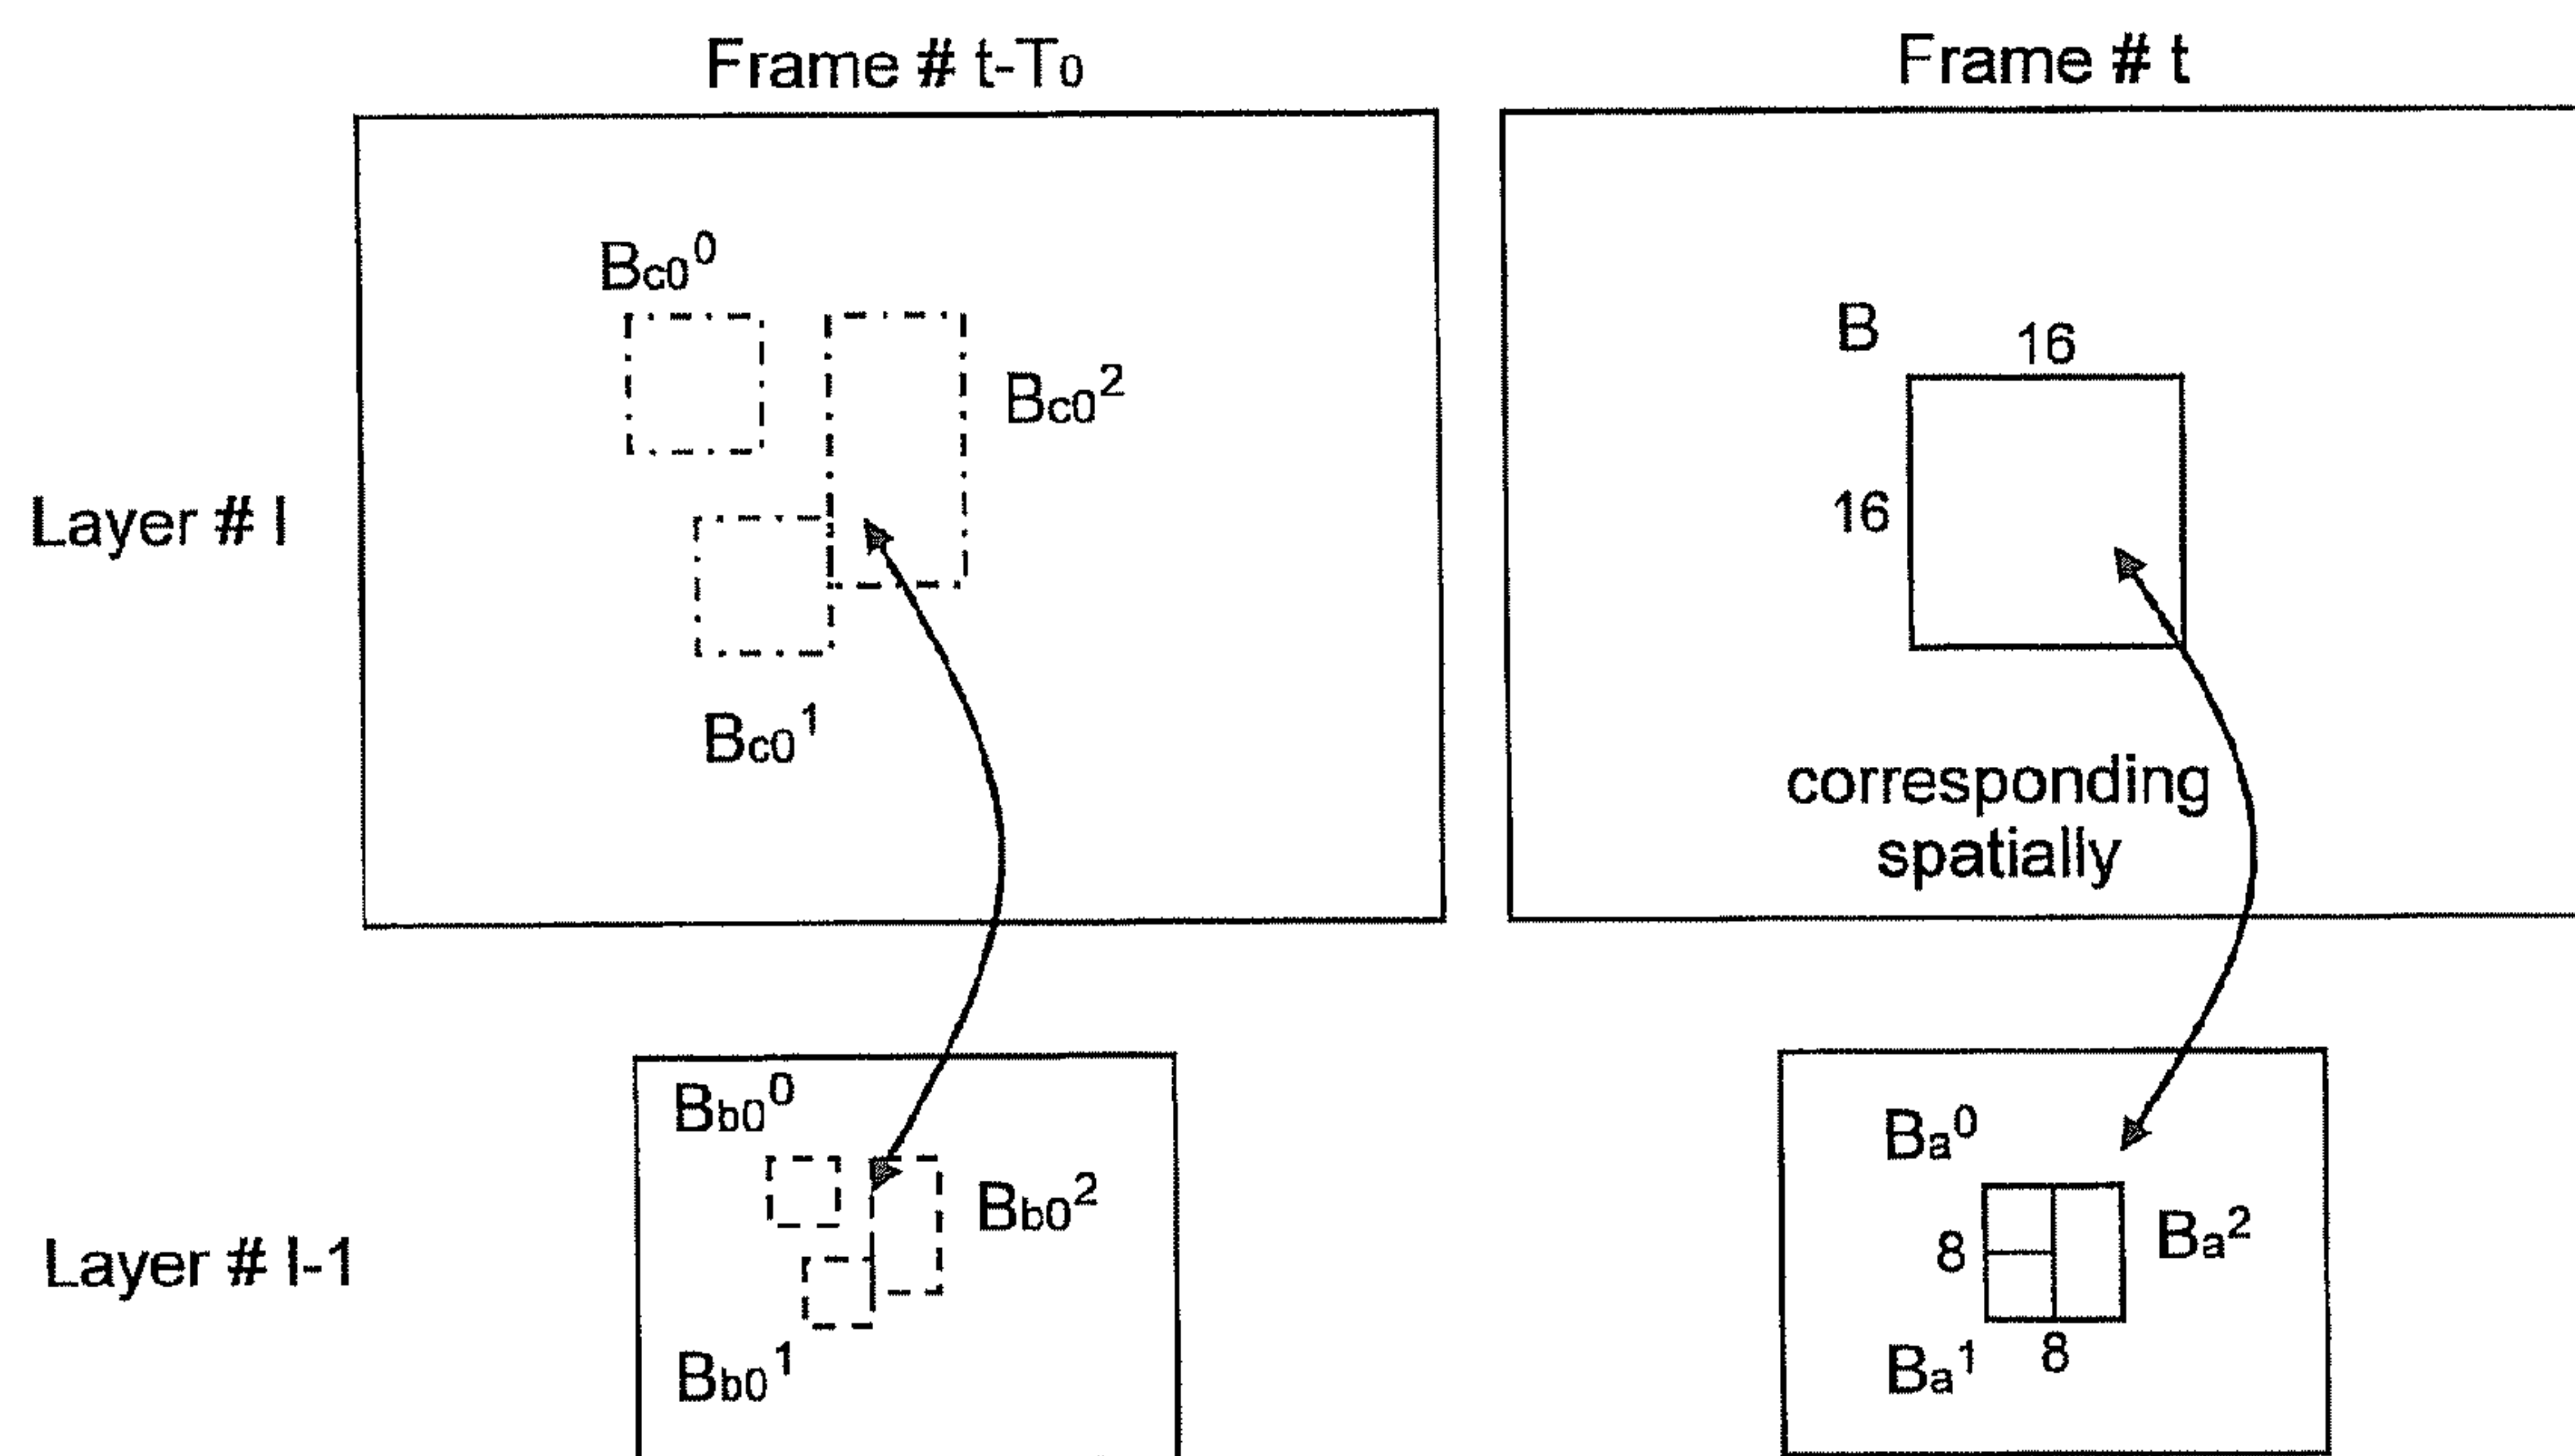 Frame # t-T0
Frame # t
Bc0^0
B
16
Bc0^2
Layer # l
16
Bc0^1
corresponding
spatially
Bb0^0
Ba^0
Bb0^2
Ba^2
Layer # l-1
8
Bb0^1
Ba^1
8